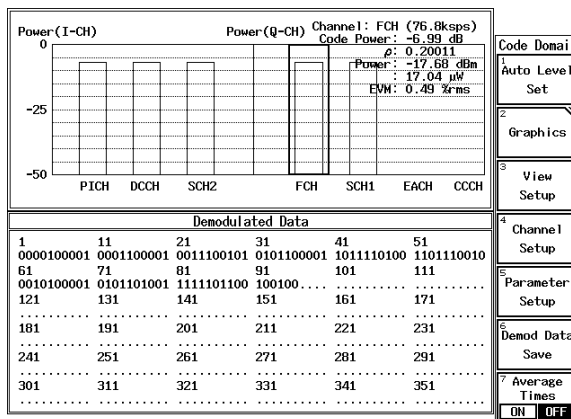 Power(I-CH) Power(Q-CH) Channel: FCH (76.8ksps)
Code Power: -6.99 dB
ρ: 0.20011
Power: -17.68 dBm
: 17.04 µW
EVM: 0.49 %rms
0
-25
-50
PICH DCCH SCH2 FCH SCH1 EACH CCCH
Demodulated Data
1 11 21 31 41 51
0000100001 0001100001 0011100101 0101100001 1011110100 1101110010
61 71 81 91 101 111
0010100001 0101101001 1111101100 100100.... .......... ..........
121 131 141 151 161 171
.......... .......... .......... .......... .......... ..........
181 191 201 211 221 231
.......... .......... .......... .......... .......... ..........
241 251 261 271 281 291
.......... .......... .......... .......... .......... ..........
301 311 321 331 341 351
.......... .......... .......... .......... .......... ..........
Code Domai
1
Auto Level
Set
2
Graphics
3
View
Setup
4
Channel
Setup
5
Parameter
Setup
6
Demod Data
Save
7
Average
Times
ON OFF